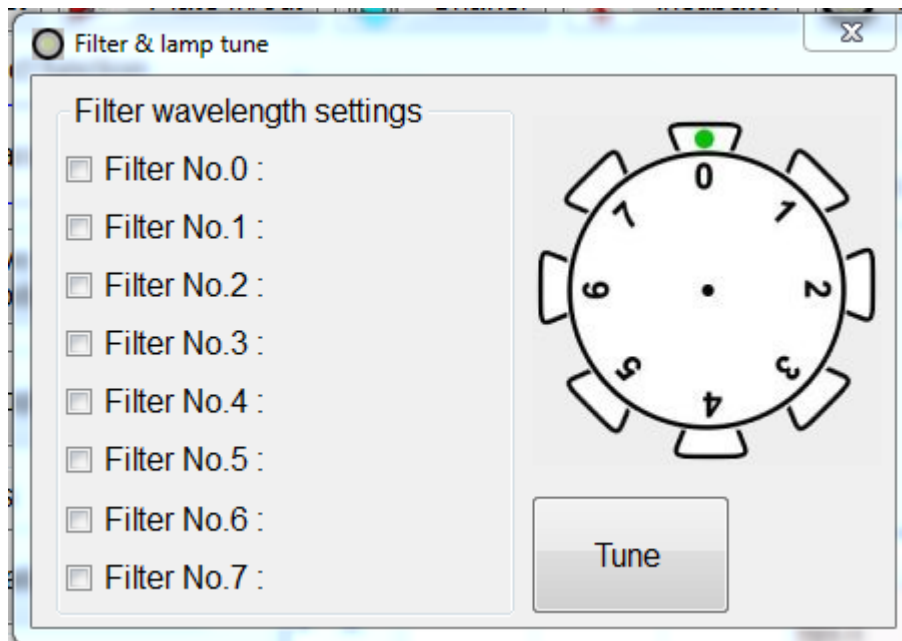 Filter & lamp tune
Filter wavelength settings
Filter No.0 :
Filter No.1 :
Filter No.2 :
Filter No.3 :
Filter No.4 :
Filter No.5 :
Filter No.6 :
Filter No.7 :
0
1
2
3
4
5
6
7
Tune